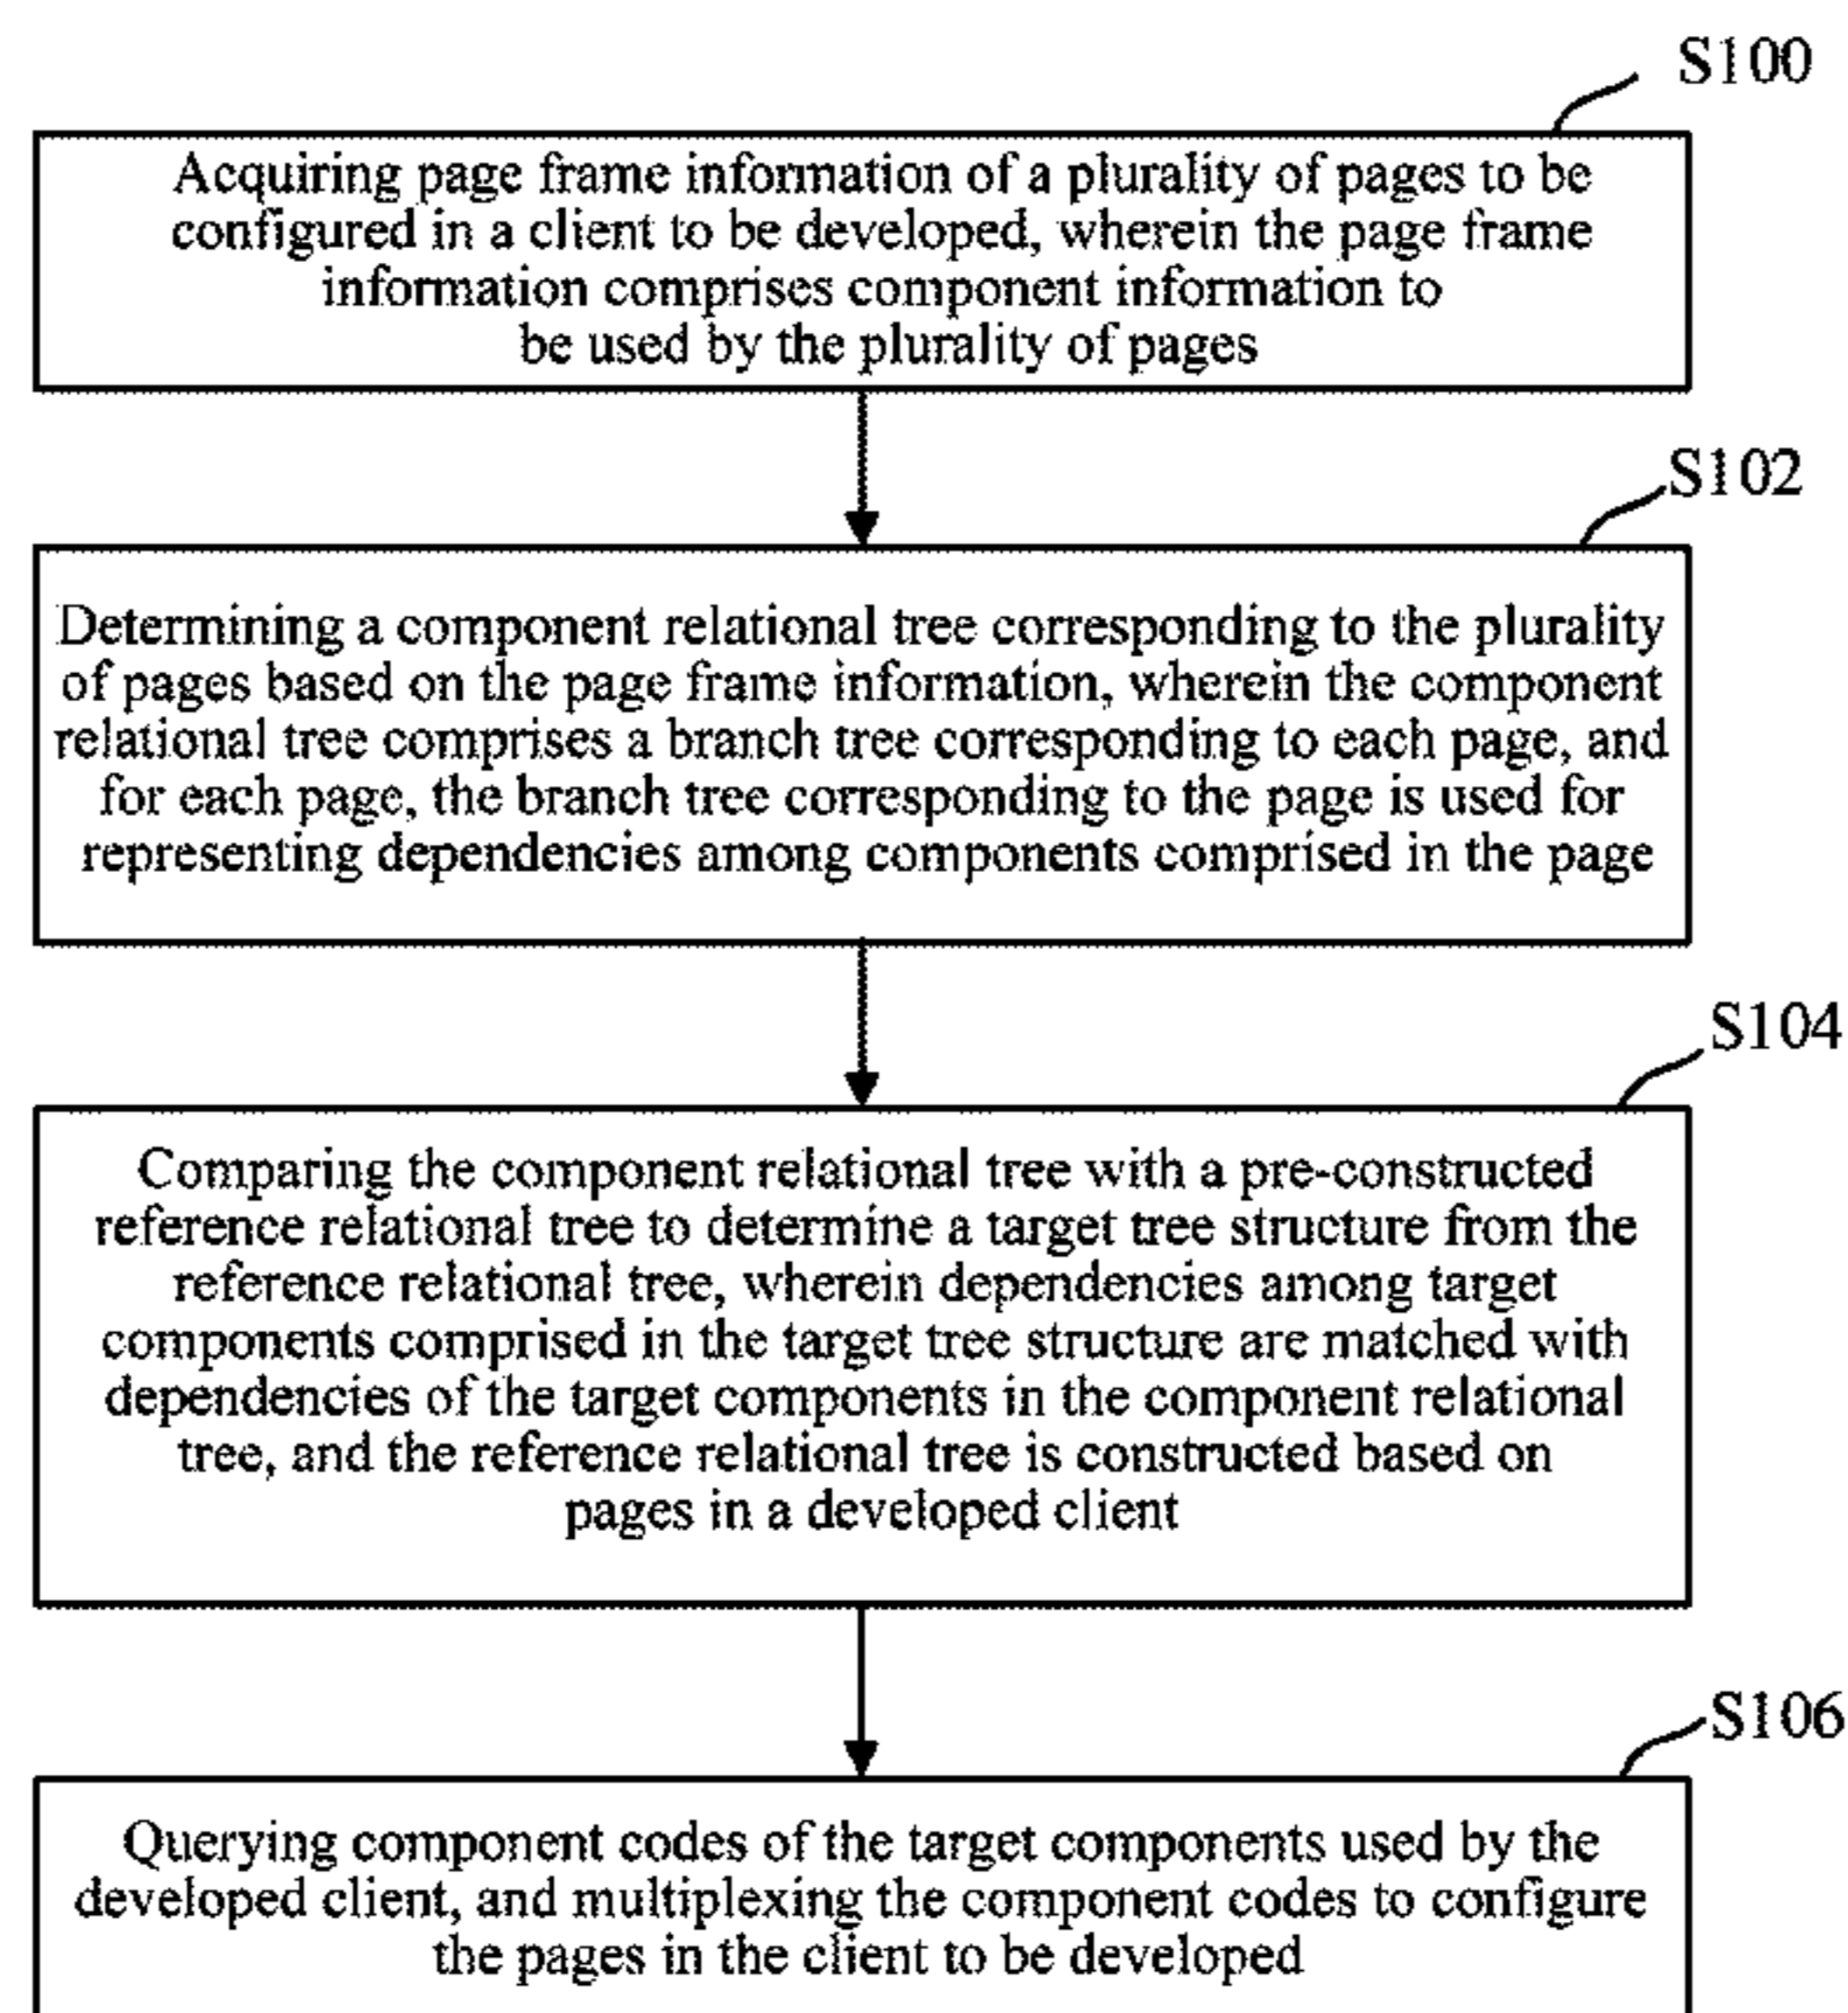 S100
Acquiring page frame information of a plurality of pages to be
configured in a client to be developed, wherein the page frame
information comprises component information to
be used by the plurality of pages
S102
Determining a component relational tree corresponding to the plurality
of pages based on the page frame information, wherein the component
relational tree comprises a branch tree corresponding to each page, and
for each page, the branch tree corresponding to the page is used for
representing dependencies among components comprised in the page
S104
Comparing the component relational tree with a pre-constructed
reference relational tree to determine a target tree structure from the
reference relational tree, wherein dependencies among target
components comprised in the target tree structure are matched with
dependencies of the target components in the component relational
tree, and the reference relational tree is constructed based on
pages in a developed client
S106
Querying component codes of the target components used by the
developed client, and multiplexing the component codes to configure
the pages in the client to be developed